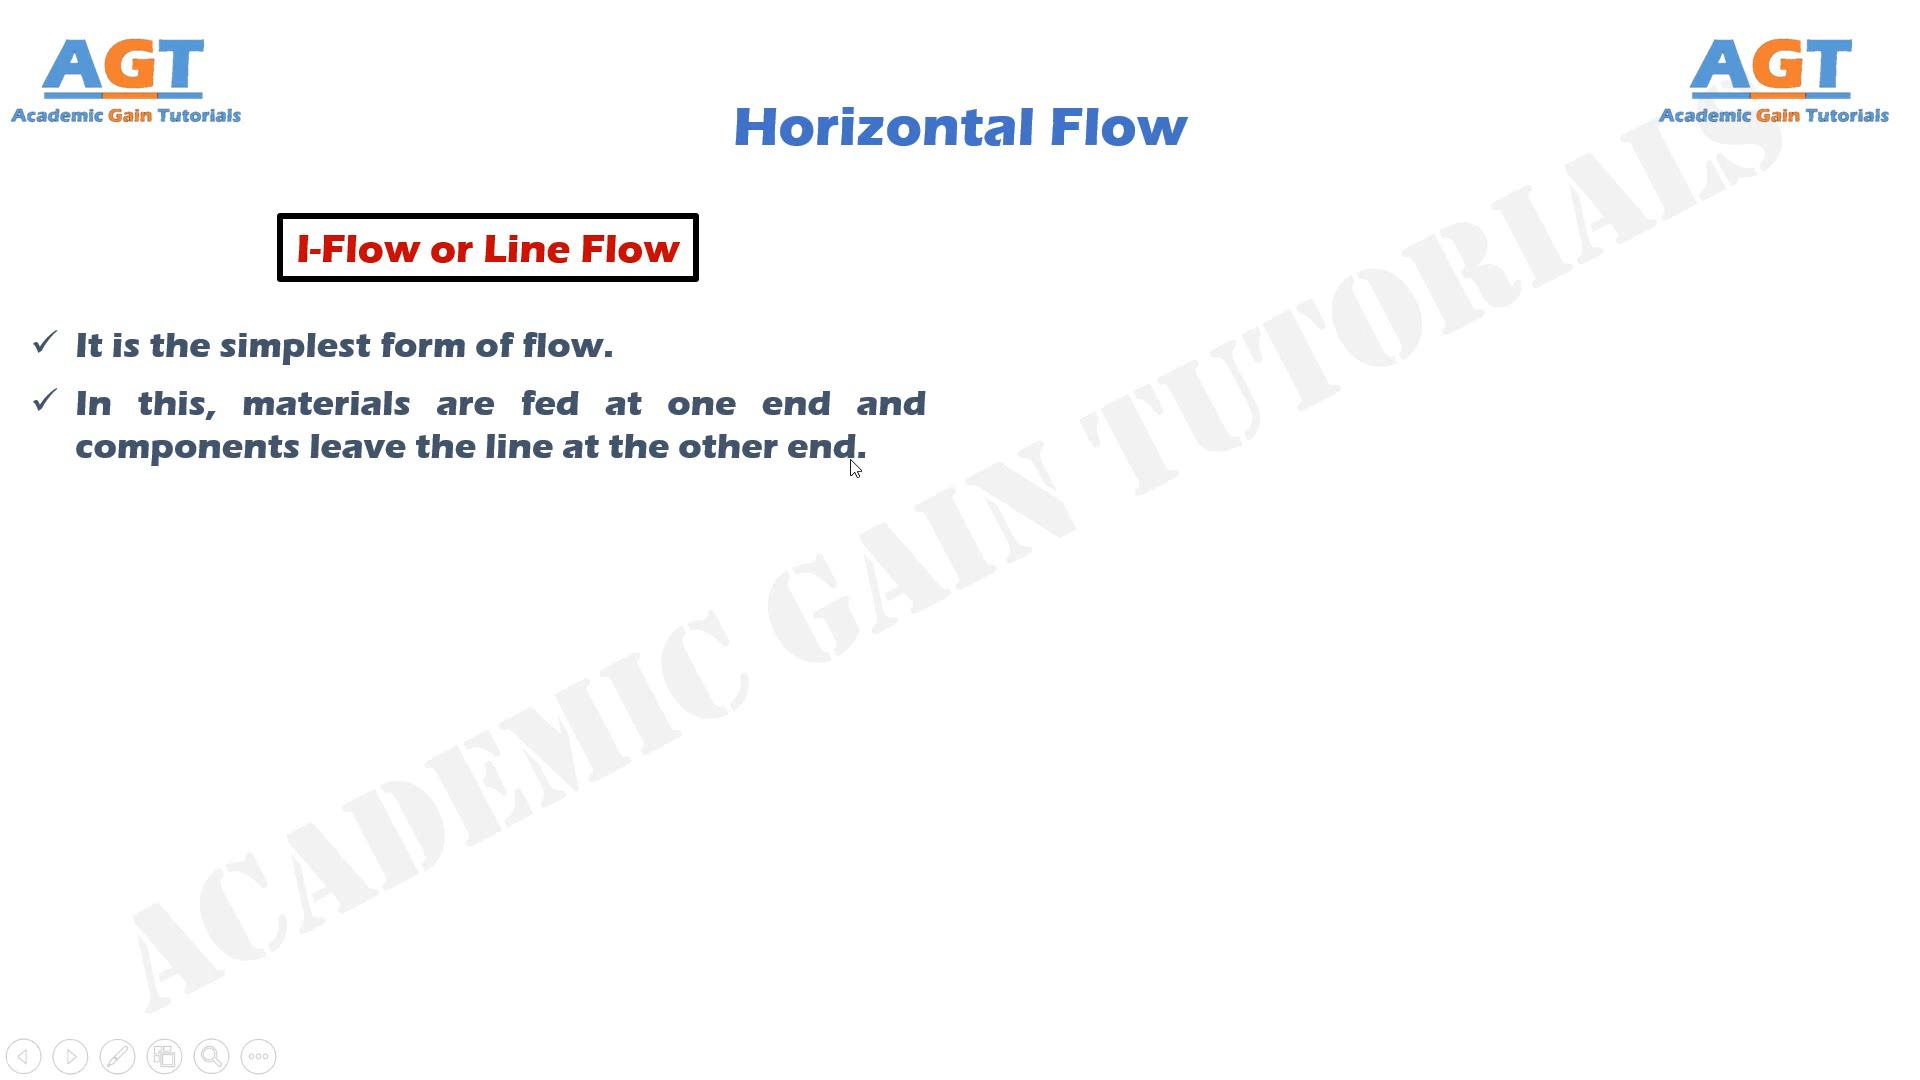 AGT
Academic Gain Tutorials
AGT
Academic Gain Tutorials
Horizontal Flow
I-Flow or Line Flow
✓ It is the simplest form of flow.
✓ In this, materials are fed at one end and
components leave the line at the other end.
ACADEMIC GAIN TUTORIALS